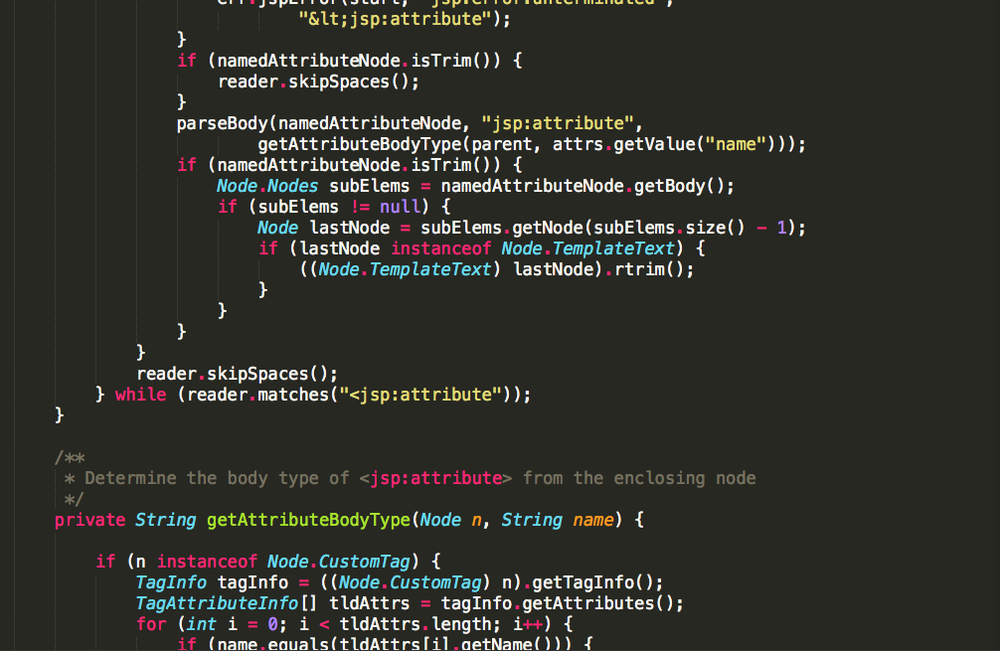 err.jspError(start, "jsp.error.unterminated",
"&lt;jsp:attribute");
}
if (namedAttributeNode.isTrim()) {
reader.skipSpaces();
}
parseBody(namedAttributeNode, "jsp:attribute",
getAttributeBodyType(parent, attrs.getValue("name")));
if (namedAttributeNode.isTrim()) {
Node.Nodes subElems = namedAttributeNode.getBody();
if (subElems != null) {
Node lastNode = subElems.getNode(subElems.size() - 1);
if (lastNode instanceof Node.TemplateText) {
((Node.TemplateText) lastNode).rtrim();
}
}
}
}
reader.skipSpaces();
} while (reader.matches("<jsp:attribute"));
}
/**
* Determine the body type of <jsp:attribute> from the enclosing node
*/
private String getAttributeBodyType(Node n, String name) {
if (n instanceof Node.CustomTag) {
TagInfo tagInfo = ((Node.CustomTag) n).getTagInfo();
TagAttributeInfo[] tldAttrs = tagInfo.getAttributes();
for (int i = 0; i < tldAttrs.length; i++) {
if (name.equals(tldAttrs[i].getName())) {